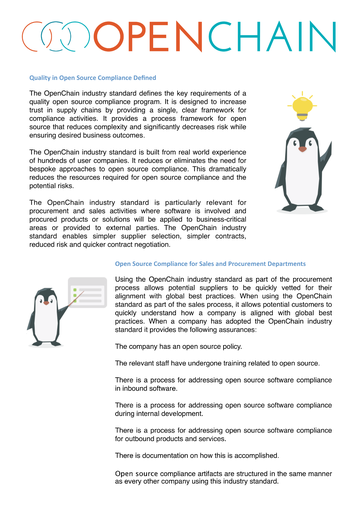 OPENCHAIN
Quality in Open Source Compliance Defined
The OpenChain industry standard defines the key requirements of a
quality open source compliance program. It is designed to increase
trust in supply chains by providing a single, clear framework for
compliance activities. It provides a process framework for open
source that reduces complexity and significantly decreases risk while
ensuring desired business outcomes.
The OpenChain industry standard is built from real world experience
of hundreds of user companies. It reduces or eliminates the need for
bespoke approaches to open source compliance. This dramatically
reduces the resources required for open source compliance and the
potential risks.
The OpenChain industry standard is particularly relevant for
procurement and sales activities where software is involved and
procured products or solutions will be applied to business-critical
areas or provided to external parties. The OpenChain industry
standard enables simpler supplier selection, simpler contracts,
reduced risk and quicker contract negotiation.
Open Source Compliance for Sales and Procurement Departments
Using the OpenChain industry standard as part of the procurement
process allows potential suppliers to be quickly vetted for their
alignment with global best practices. When using the OpenChain
standard as part of the sales process, it allows potential customers to
quickly understand how a company is aligned with global best
practices. When a company has adopted the OpenChain industry
standard it provides the following assurances:
The company has an open source policy.
The relevant staff have undergone training related to open source.
There is a process for addressing open source software compliance
in inbound software.
There is a process for addressing open source software compliance
during internal development.
There is a process for addressing open source software compliance
for outbound products and services.
There is documentation on how this is accomplished.
Open source compliance artifacts are structured in the same manner
as every other company using this industry standard.